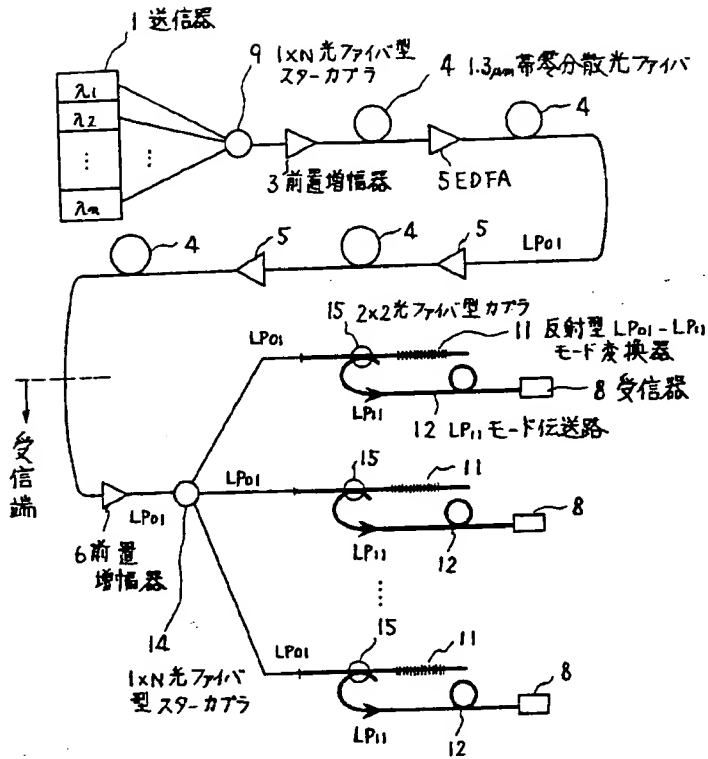 1 送信器
λ1
λ2
⋮
λn
9 1×N光ファイバ型
スターカプラ
4 1.3μm帯零分散光ファイバ
4
3前置増幅器
5EDFA
4
5
4
5
LP01
15 2×2光ファイバ型カプラ
11 反射型LP01-LP11
モード変換器
LP01
LP11
8 受信器
12 LP11モード伝送路
受信端
15
11
LP01
LP01
8
6前置
増幅器
LP11
12
14
15
11
LP01
1×N光ファイバ
型スターカプラ
8
LP11
12